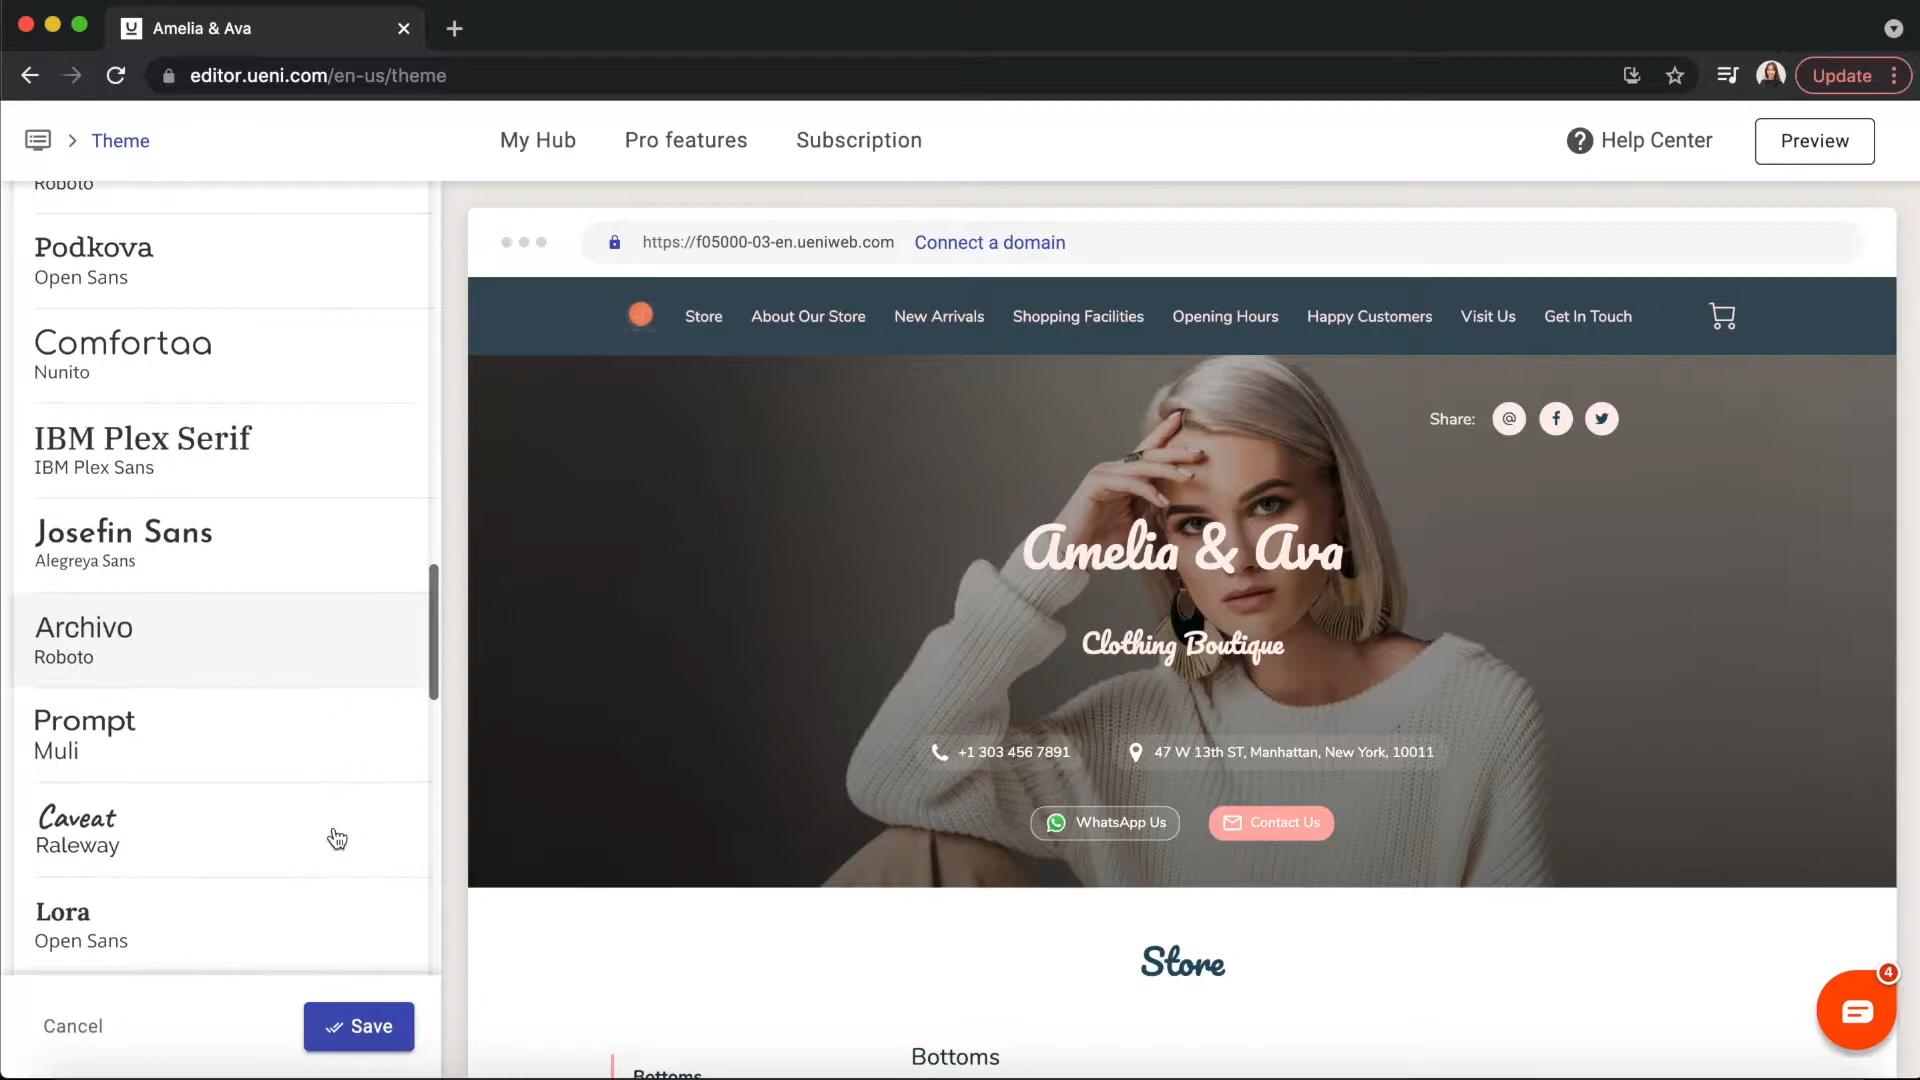 Amelia & Ava
editor.ueni.com/en-us/theme
Update
Theme
My Hub
Pro features
Subscription
Help Center
Preview
Roboto
Podkova
Open Sans
Comfortaa
Nunito
IBM Plex Serif
IBM Plex Sans
Josefin Sans
Alegreya Sans
Archivo
Roboto
Prompt
Muli
Caveat
Raleway
Lora
Open Sans
Cancel
Save
https://f05000-03-en.ueniweb.com
Connect a domain
Store
About Our Store
New Arrivals
Shopping Facilities
Opening Hours
Happy Customers
Visit Us
Get In Touch
Share:
Amelia & Ava
Clothing Boutique
+1 303 456 7891
47 W 13th ST, Manhattan, New York, 10011
WhatsApp Us
Contact Us
Store
Bottoms
Bottoms
4